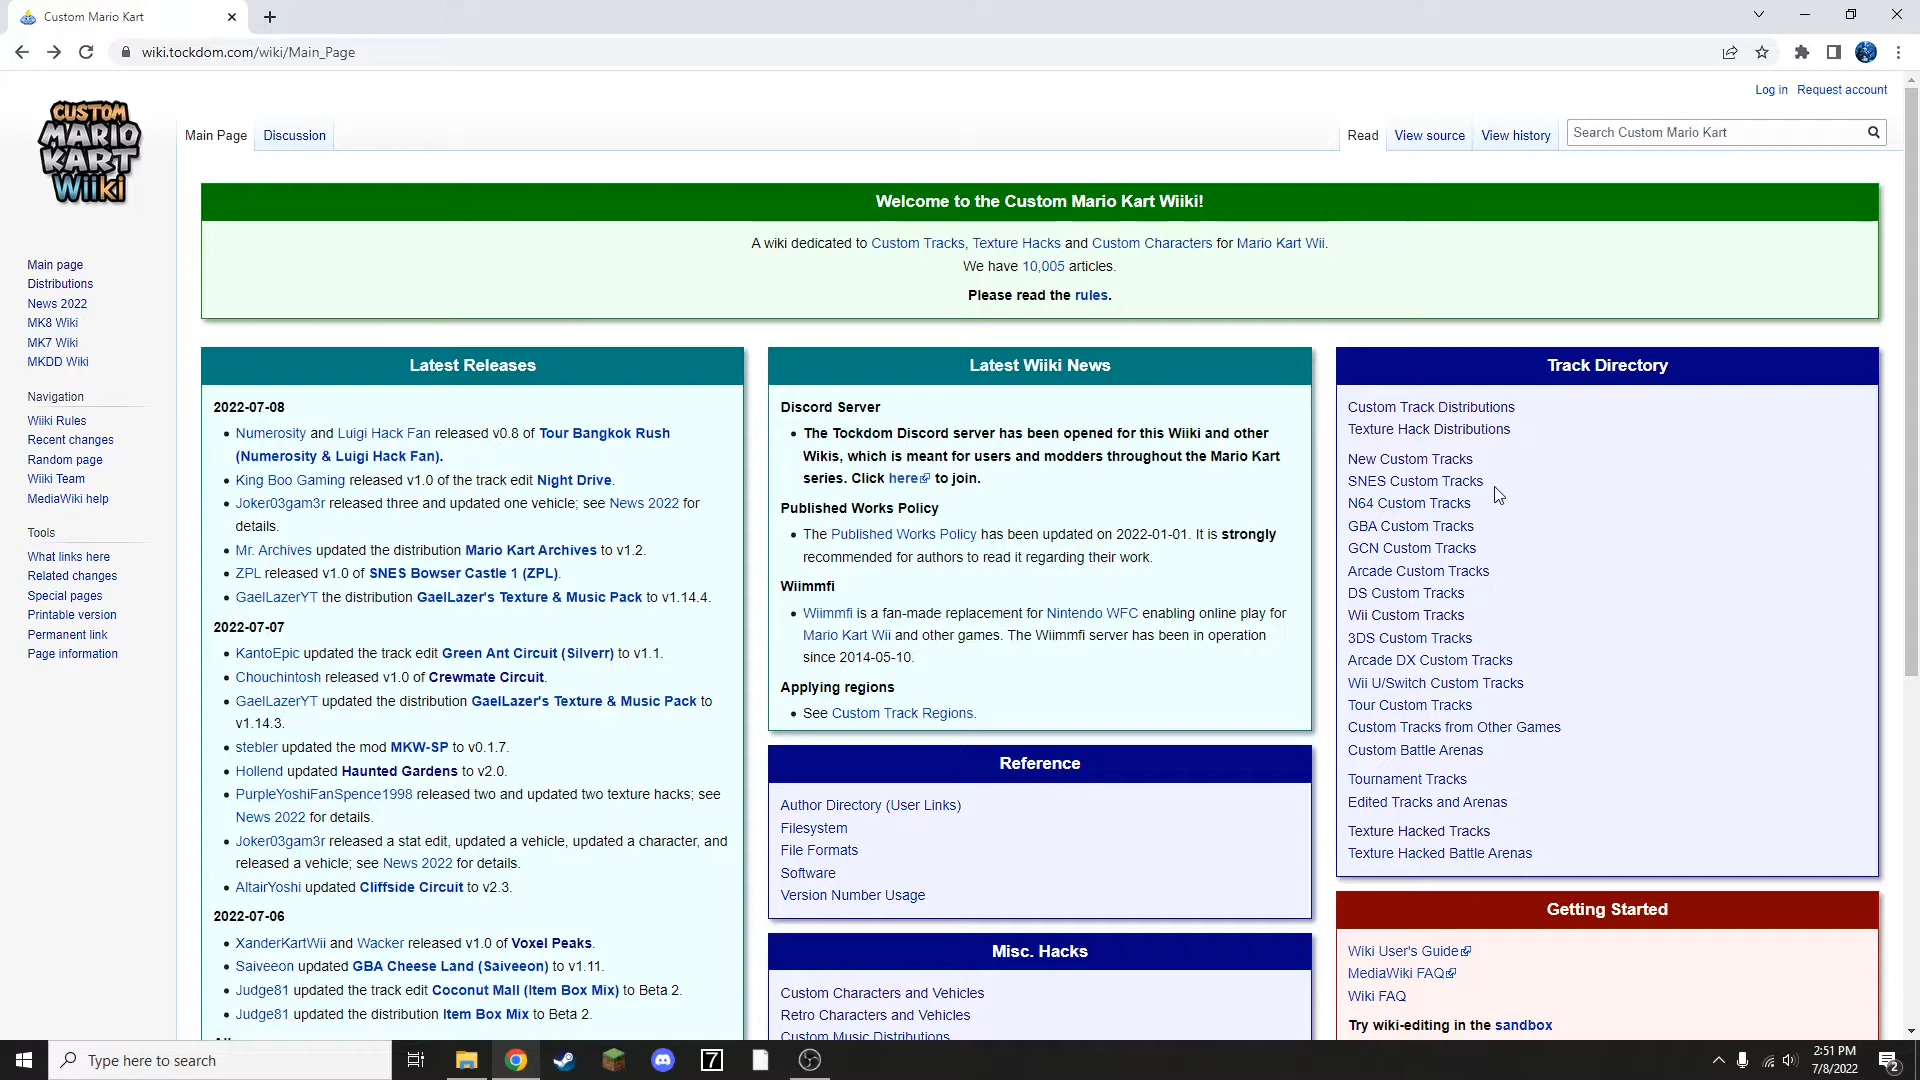 Custom Mario Kart
wiki.tockdom.com/wiki/Main_Page
Log in Request account
CUSTOM
MARIO
KART
Wiiki
Main Page Discussion
Read View source View history Search Custom Mario Kart
Welcome to the Custom Mario Kart Wiiki!
A wiki dedicated to Custom Tracks, Texture Hacks and Custom Characters for Mario Kart Wii.
We have 10,005 articles.
Please read the rules.
Main page
Distributions
News 2022
MK8 Wiki
MK7 Wiki
MKDD Wiki
Navigation
Wiiki Rules
Recent changes
Random page
Wiiki Team
MediaWiki help
Tools
What links here
Related changes
Special pages
Printable version
Permanent link
Page information
Latest Releases
2022-07-08
Numerosity and Luigi Hack Fan released v0.8 of Tour Bangkok Rush
(Numerosity & Luigi Hack Fan).
King Boo Gaming released v1.0 of the track edit Night Drive.
Joker03gam3r released three and updated one vehicle; see News 2022 for
details.
Mr. Archives updated the distribution Mario Kart Archives to v1.2.
ZPL released v1.0 of SNES Bowser Castle 1 (ZPL).
GaelLazerYT the distribution GaelLazer's Texture & Music Pack to v1.14.4.
2022-07-07
KantoEpic updated the track edit Green Ant Circuit (Silverr) to v1.1.
Chouchintosh released v1.0 of Crewmate Circuit.
GaelLazerYT updated the distribution GaelLazer's Texture & Music Pack to
v1.14.3.
stebler updated the mod MKW-SP to v0.1.7.
Hollend updated Haunted Gardens to v2.0.
PurpleYoshiFanSpence1998 released two and updated two texture hacks; see
News 2022 for details.
Joker03gam3r released a stat edit, updated a vehicle, updated a character, and
released a vehicle; see News 2022 for details.
AltairYoshi updated Cliffside Circuit to v2.3.
2022-07-06
XanderKartWii and Wacker released v1.0 of Voxel Peaks.
Saiveeon updated GBA Cheese Land (Saiveeon) to v1.11.
Judge81 updated the track edit Coconut Mall (Item Box Mix) to Beta 2.
Judge81 updated the distribution Item Box Mix to Beta 2.
Latest Wiiki News
Discord Server
The Tockdom Discord server has been opened for this Wiiki and other
Wikis, which is meant for users and modders throughout the Mario Kart
series. Click here to join.
Published Works Policy
The Published Works Policy has been updated on 2022-01-01. It is strongly
recommended for authors to read it regarding their work.
Wiimmfi
Wiimmfi is a fan-made replacement for Nintendo WFC enabling online play for
Mario Kart Wii and other games. The Wiimmfi server has been in operation
since 2014-05-10.
Applying regions
See Custom Track Regions.
Reference
Author Directory (User Links)
Filesystem
File Formats
Software
Version Number Usage
Misc. Hacks
Custom Characters and Vehicles
Retro Characters and Vehicles
Custom Music Distributions
Track Directory
Custom Track Distributions
Texture Hack Distributions
New Custom Tracks
SNES Custom Tracks
N64 Custom Tracks
GBA Custom Tracks
GCN Custom Tracks
Arcade Custom Tracks
DS Custom Tracks
Wii Custom Tracks
3DS Custom Tracks
Arcade DX Custom Tracks
Wii U/Switch Custom Tracks
Tour Custom Tracks
Custom Tracks from Other Games
Custom Battle Arenas
Tournament Tracks
Edited Tracks and Arenas
Texture Hacked Tracks
Texture Hacked Battle Arenas
Getting Started
Wiki User's Guide
MediaWiki FAQ
Wiki FAQ
Try wiki-editing in the sandbox
Type here to search
7
2:51 PM
7/8/2022
2